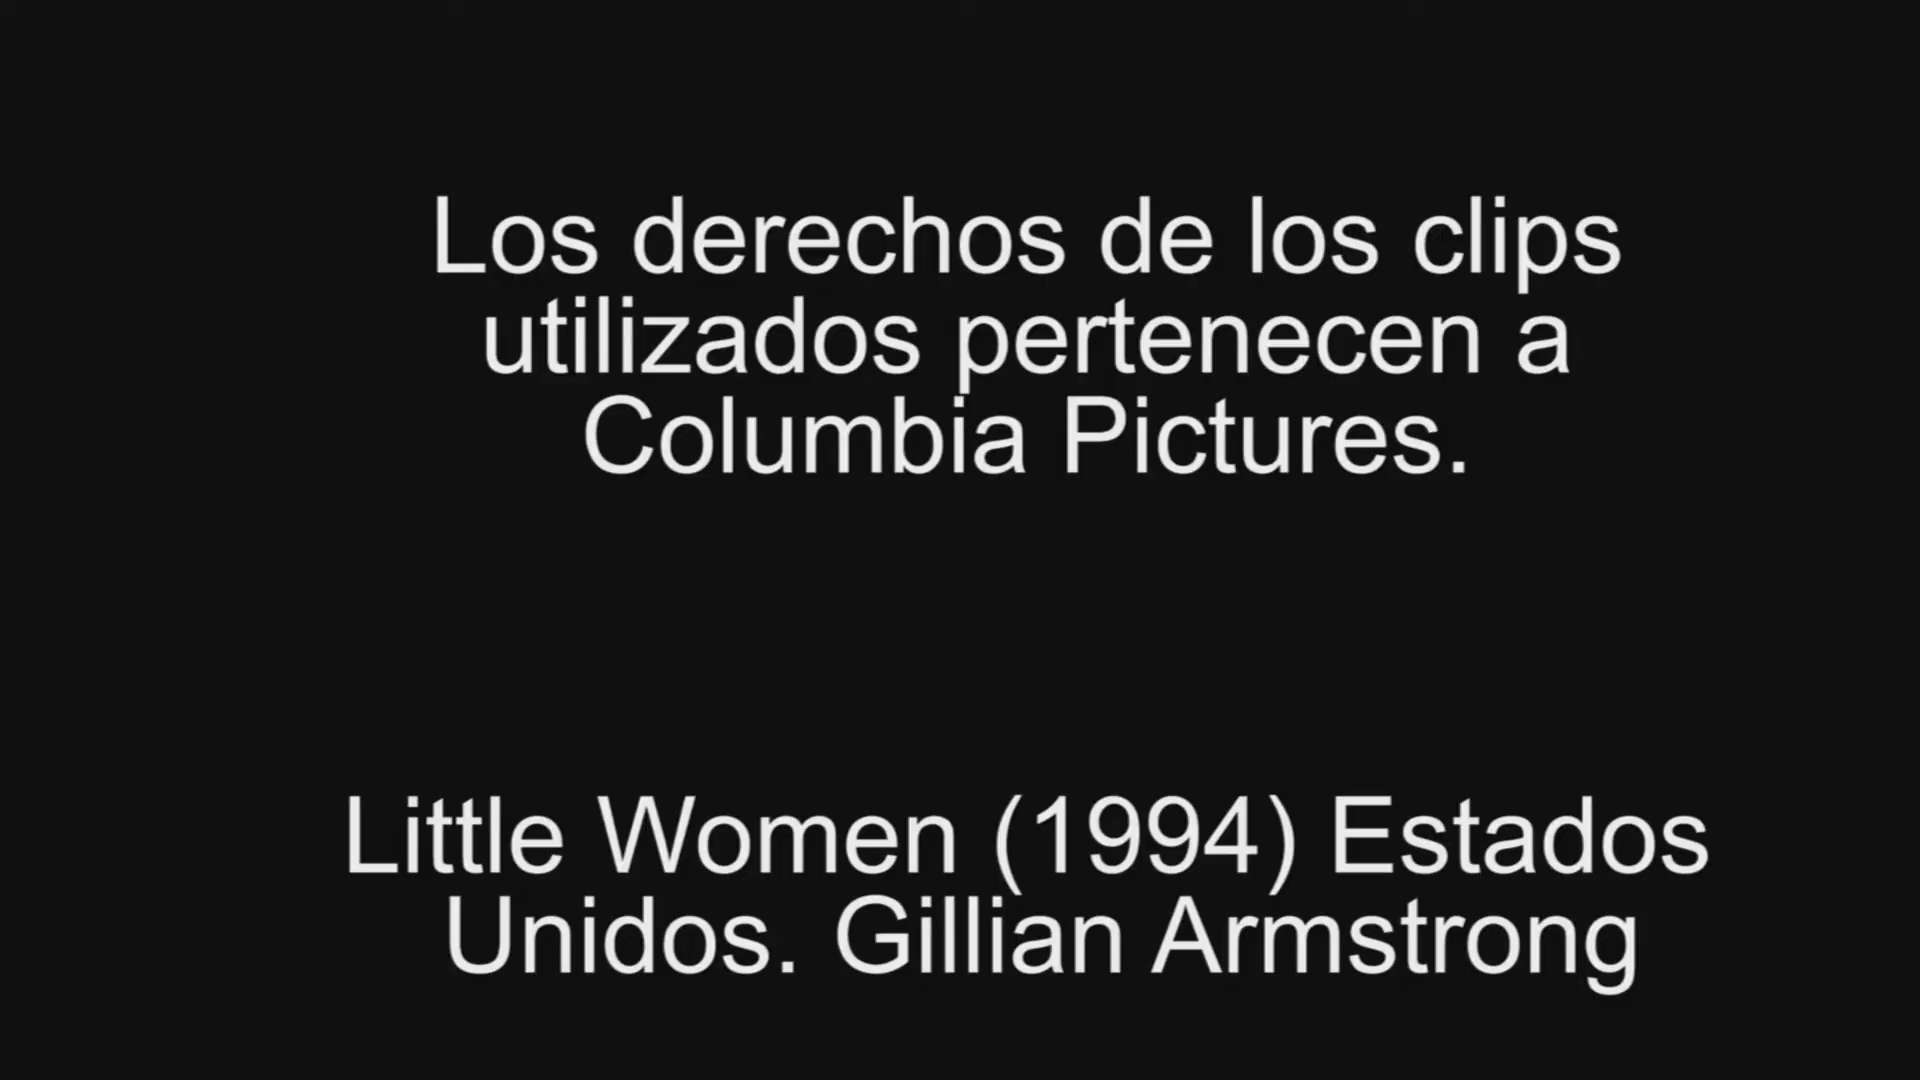 Los derechos de los clips
utilizados pertenecen a
Columbia Pictures.
Little Women (1994) Estados
Unidos. Gillian Armstrong